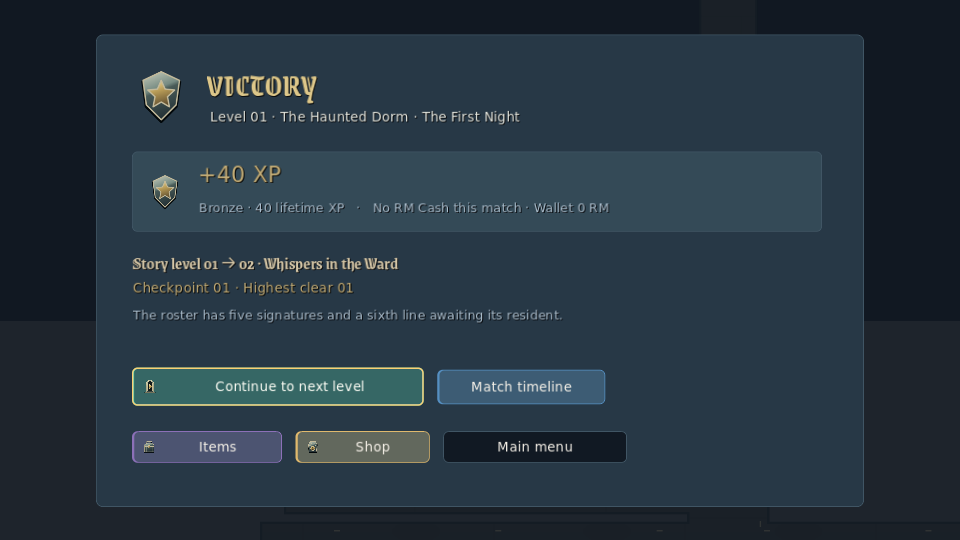 VICTORY
Level 01 · The Haunted Dorm · The First Night
+40 XP
Bronze · 40 lifetime XP · No RM Cash this match · Wallet 0 RM
Story level 01 → 02 · Whispers in the Ward
Checkpoint 01 · Highest clear 01
The roster has five signatures and a sixth line awaiting its resident.
Continue to next level
Match timeline
Items
Shop
Main menu